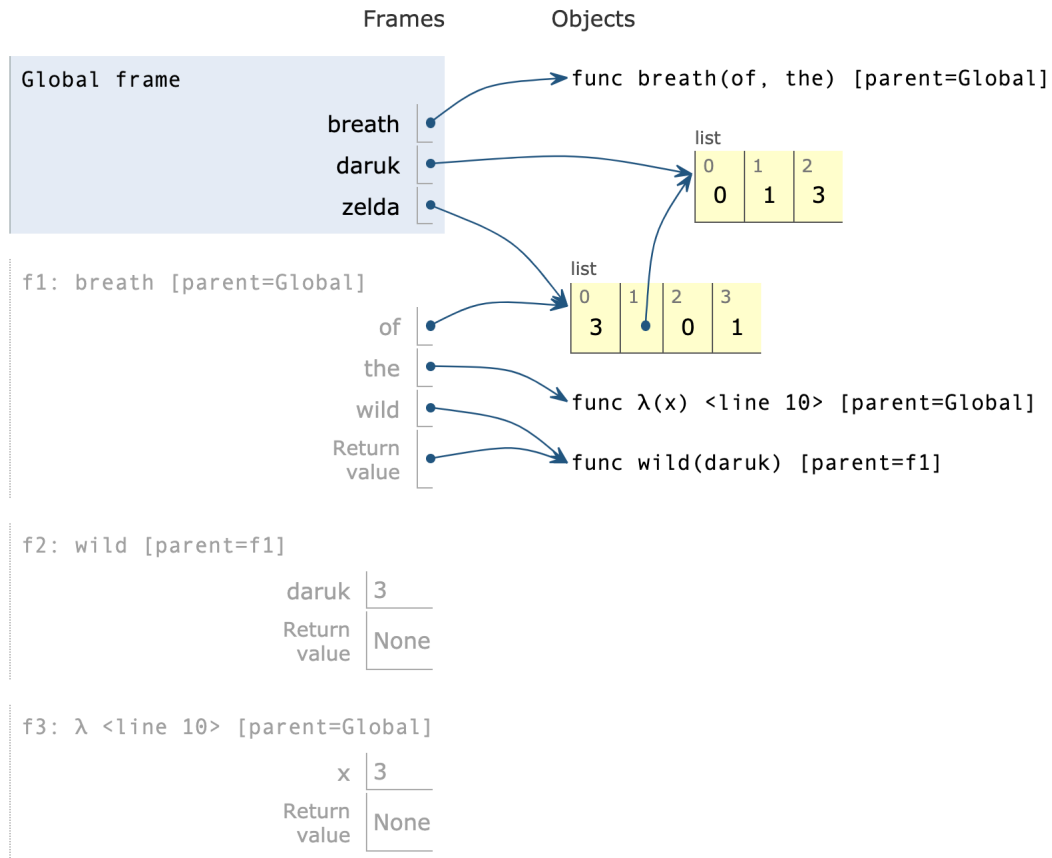 Frames Objects
Global frame
func breath(of, the) [parent=Global]
breath
daruk
zelda
list
0 1 2
0 1 3
f1: breath [parent=Global]
list
0 1 2 3
3 0 1
of
the
wild
Return
value
func λ(x) <line 10> [parent=Global]
func wild(daruk) [parent=f1]
f2: wild [parent=f1]
daruk 3
Return
value None
f3: λ <line 10> [parent=Global]
x 3
Return
value None